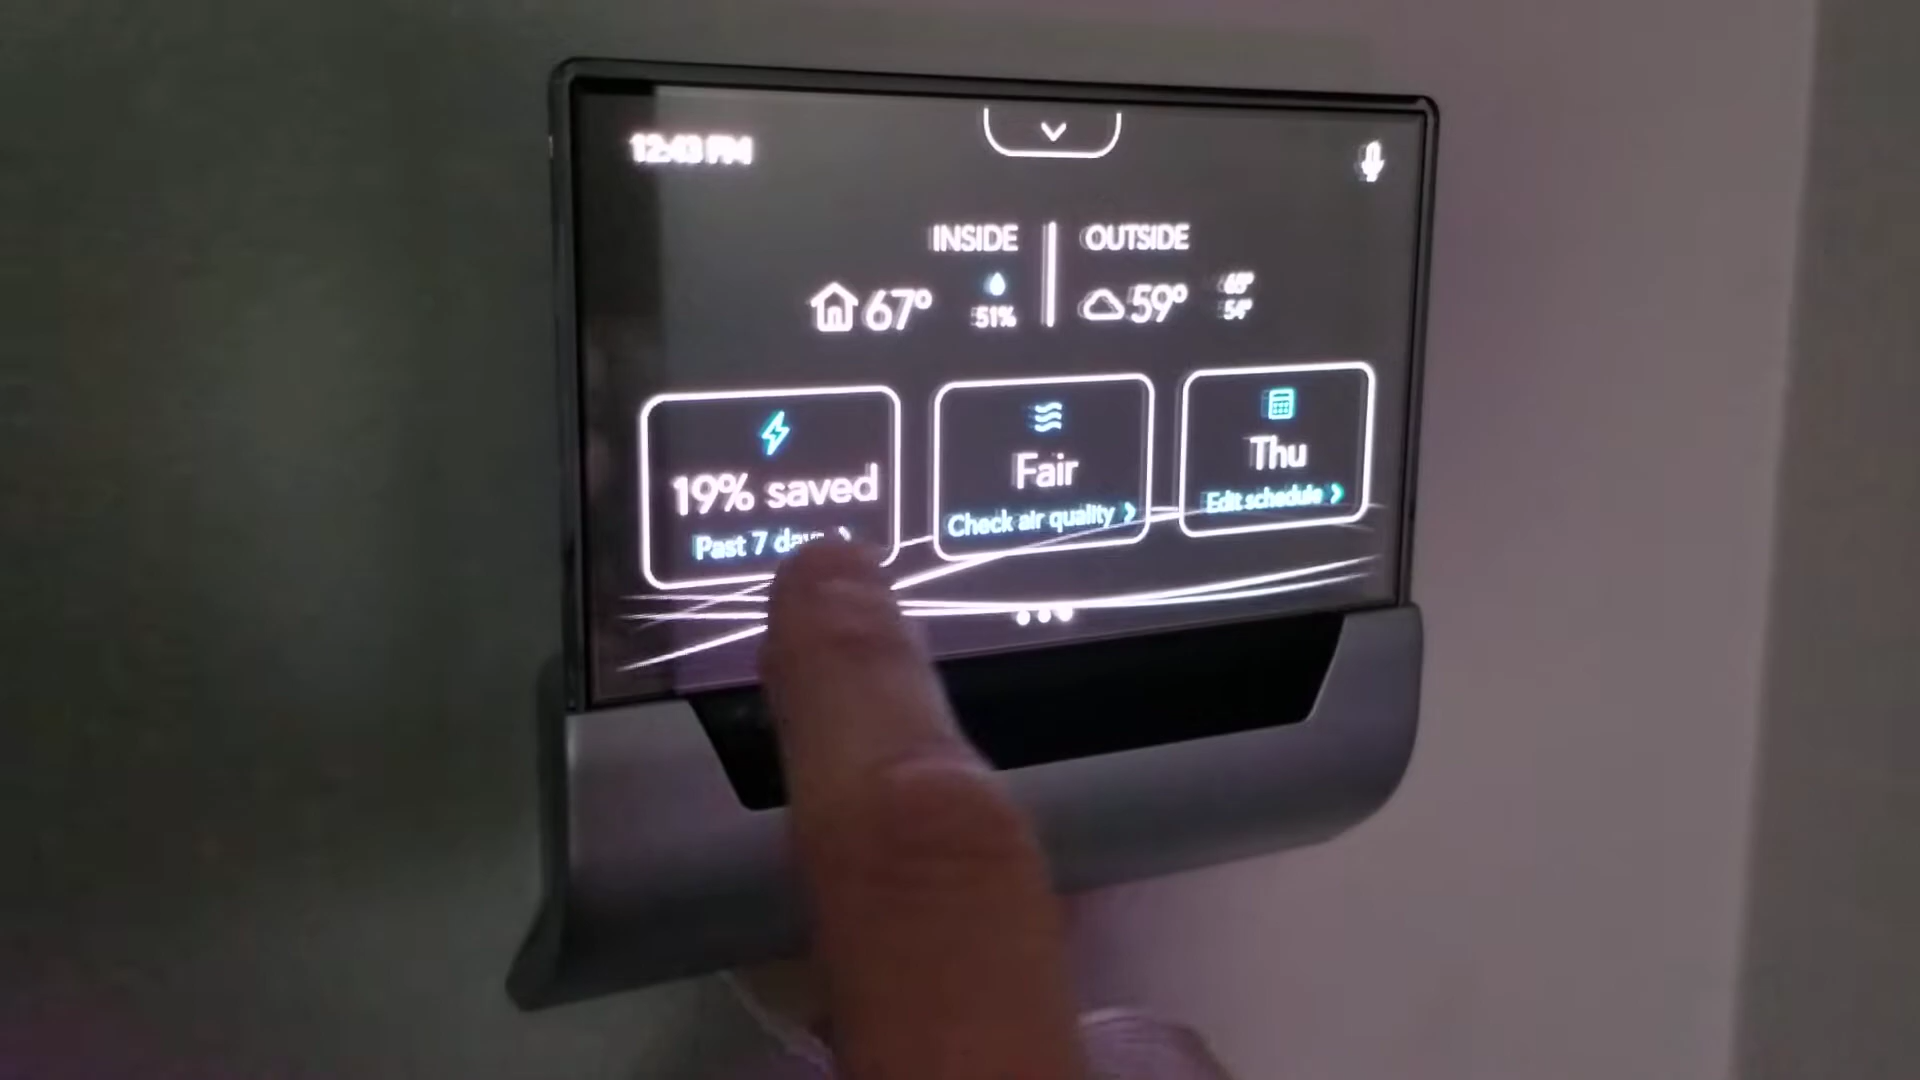 12:43 PM
INSIDE
OUTSIDE
67°
51%
59°
54°
19% saved
Past 7 days
Fair
Check air quality
Thu
Edit schedule